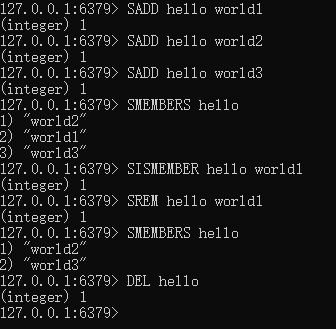 127.0.0.1:6379> SADD hello world1
(integer) 1
127.0.0.1:6379> SADD hello world2
(integer) 1
127.0.0.1:6379> SADD hello world3
(integer) 1
127.0.0.1:6379> SMEMBERS hello
1) "world2"
2) "world1"
3) "world3"
127.0.0.1:6379> SISMEMBER hello world1
(integer) 1
127.0.0.1:6379> SREM hello world1
(integer) 1
127.0.0.1:6379> SMEMBERS hello
1) "world2"
2) "world3"
127.0.0.1:6379> DEL hello
(integer) 1
127.0.0.1:6379>